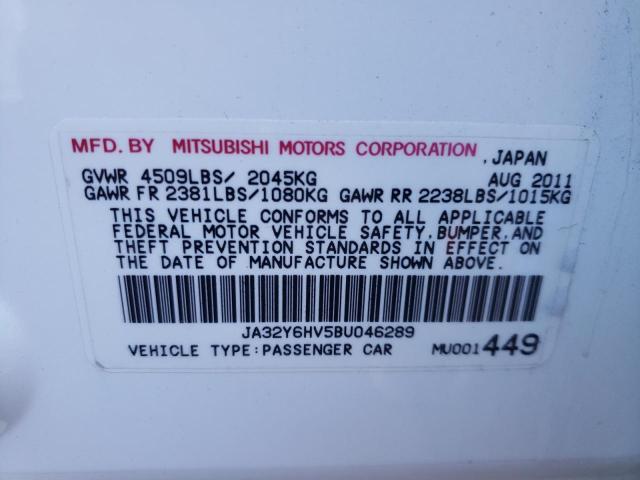 MFD. BY MITSUBISHI MOTORS CORPORATION , JAPAN
GVWR 4509LBS/ 2045KG AUG 2011
GAWR FR 2381LBS/1080KG GAWR RR 2238LBS/1015KG
THIS VEHICLE CONFORMS TO ALL APPLICABLE
FEDERAL MOTOR VEHICLE SAFETY,BUMPER,AND
THEFT PREVENTION STANDARDS IN EFFECT ON
THE DATE OF MANUFACTURE SHOWN ABOVE.
JA32Y6HV5BU046289
VEHICLE TYPE:PASSENGER CAR MU001449